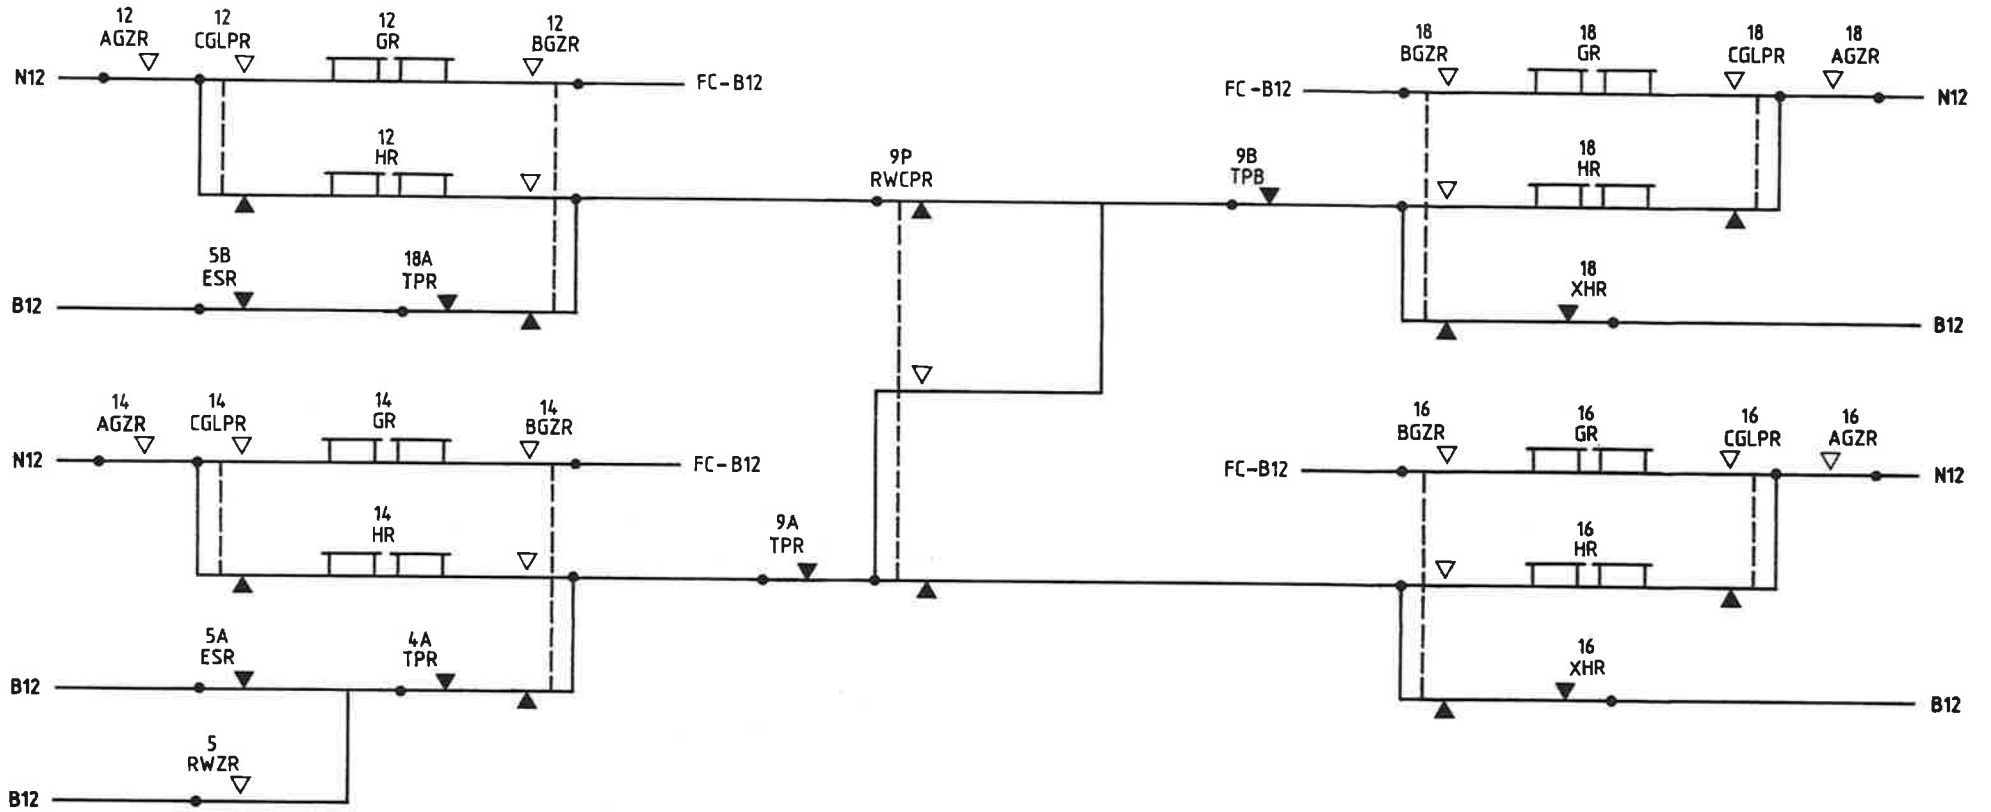 12
AGZR
12
CGLPR
12
GR
12
BGZR
N12
FC-B12
12
HR
5B
ESR
18A
TPR
B12
9P
RWCPR
9B
TPB
18
BGZR
18
GR
18
CGLPR
18
AGZR
FC-B12
N12
18
HR
18
XHR
B12
14
AGZR
14
CGLPR
14
GR
14
BGZR
N12
FC-B12
14
HR
9A
TPR
5A
ESR
4A
TPR
B12
5
RWZR
B12
16
BGZR
16
GR
16
CGLPR
16
AGZR
FC-B12
N12
16
HR
16
XHR
B12